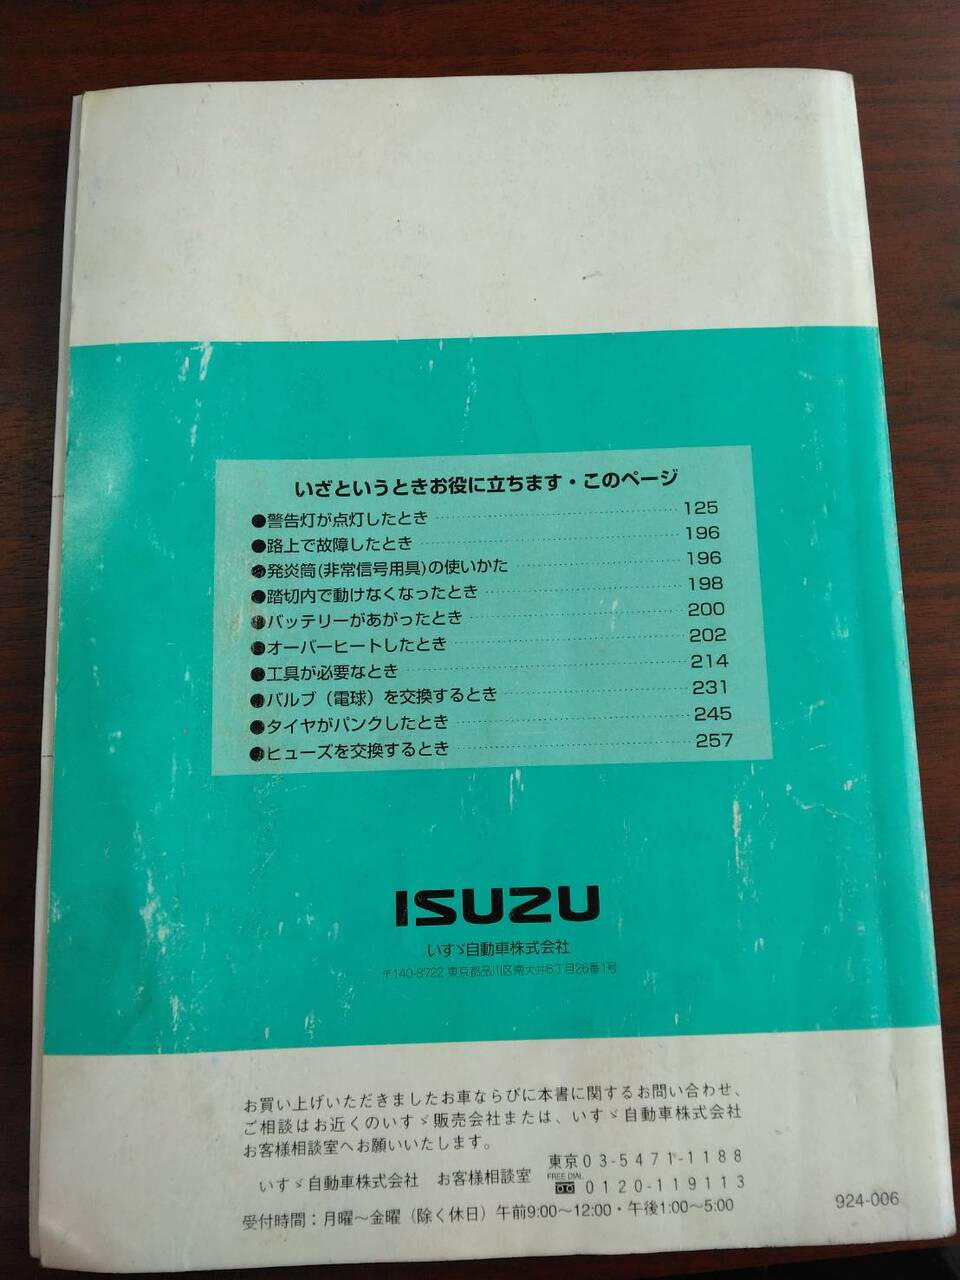 いざというときお役に立ちます・このページ
●警告灯が点灯したとき 125
●路上で故障したとき 196
●発炎筒(非常信号用具)の使いかた 196
●踏切内で動けなくなったとき 198
●バッテリーがあがったとき 200
●オーバーヒートしたとき 202
●工具が必要なとき 214
●バルブ（電球）を交換するとき 231
●タイヤがパンクしたとき 245
●ヒューズを交換するとき 257
ISUZU
いすゞ自動車株式会社
〒140-8722 東京都品川区南大井6丁目26番1号
お買い上げいただきましたお車ならびに本書に関するお問い合わせ、
ご相談はお近くのいすゞ販売会社または、いすゞ自動車株式会社
お客様相談室へお願いいたします。
いすゞ自動車株式会社 お客様相談室 東京03-5471-1188
FREE DIAL
0120-119113
受付時間：月曜～金曜（除く休日）午前9:00～12:00・午後1:00～5:00
924-006